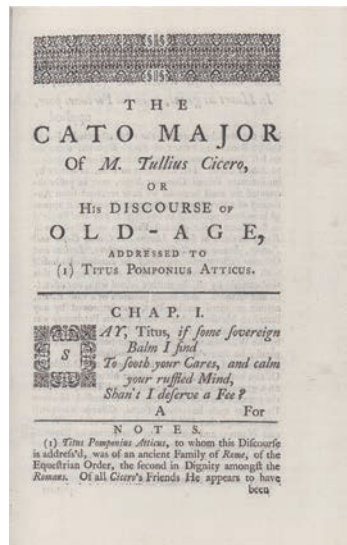 THE
CATO MAJOR
Of M. Tullius Cicero,
OR
HIS DISCOURSE OF
OLD-AGE,
ADDRESSED TO
(1) TITUS POMPONIUS ATTICUS.
CHAP. I.
SAY, Titus, if ſome ſovereign
Balm I find
To ſooth your Cares, and calm
your ruffled Mind,
Shan't I deſerve a Fee?
A For
NOTES.
(1) Titus Pomponius Atticus, to whom this Diſcourſe
is addreſs'd, was of an ancient Family of Rome, of the
Equeſtrian Order, the ſecond in Dignity amongſt the
Romans. Of all Cicero's Friends He appears to have
been